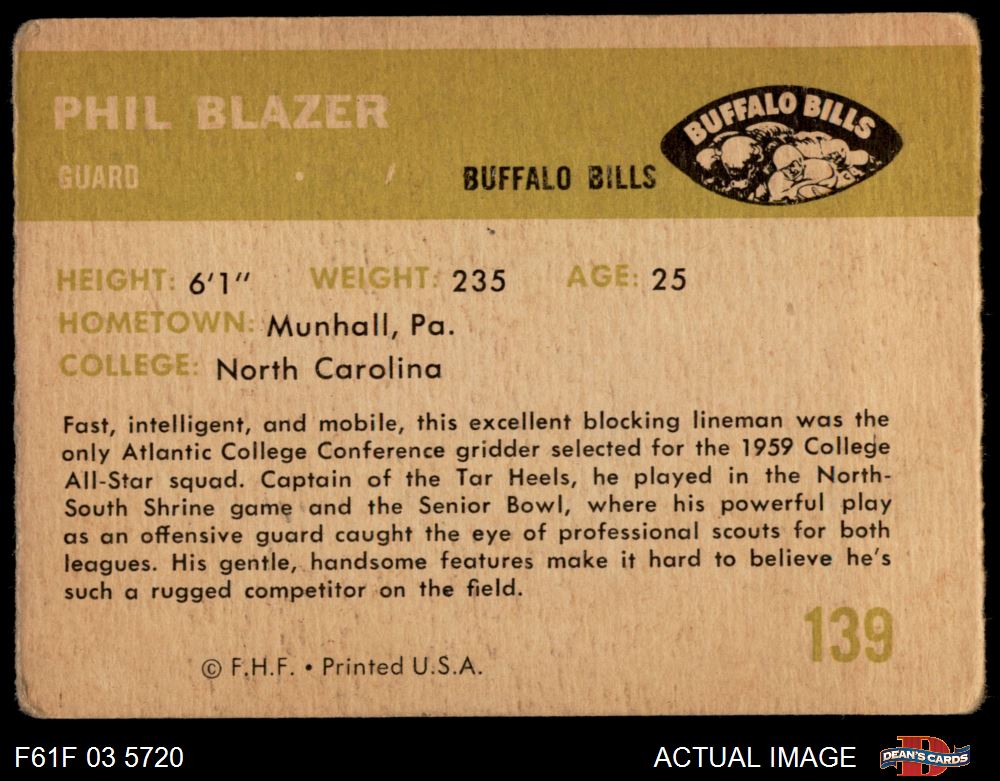 PHIL BLAZER
GUARD
BUFFALO BILLS
BUFFALO BILLS
HEIGHT: 6'1" WEIGHT: 235 AGE: 25
HOMETOWN: Munhall, Pa.
COLLEGE: North Carolina
Fast, intelligent, and mobile, this excellent blocking lineman was the
only Atlantic College Conference gridder selected for the 1959 College
All-Star squad. Captain of the Tar Heels, he played in the North-
South Shrine game and the Senior Bowl, where his powerful play
as an offensive guard caught the eye of professional scouts for both
leagues. His gentle, handsome features make it hard to believe he's
such a rugged competitor on the field.
139
© F.H.F. • Printed U.S.A.
F61F 03 5720
ACTUAL IMAGE
DEAN'S CARDS